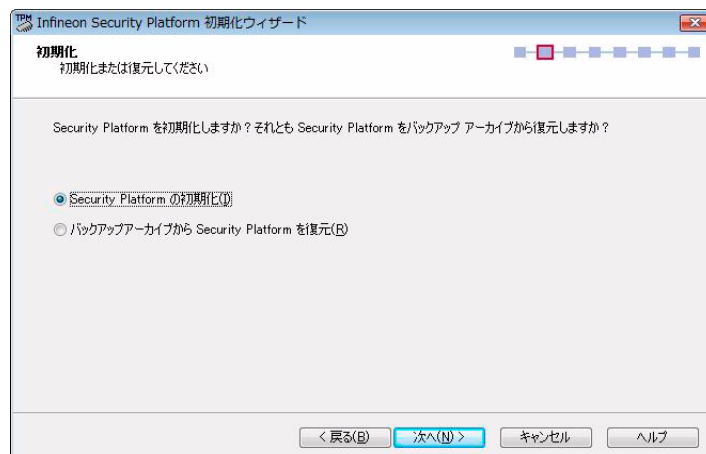 TPM Infineon Security Platform 初期化ウィザード
初期化
初期化または復元してください
Security Platform を初期化しますか？それとも Security Platform をバックアップ アーカイブから復元しますか？
Security Platform の初期化(I)
バックアップアーカイブから Security Platform を復元(R)
< 戻る(B) 次へ(N) > キャンセル ヘルプ